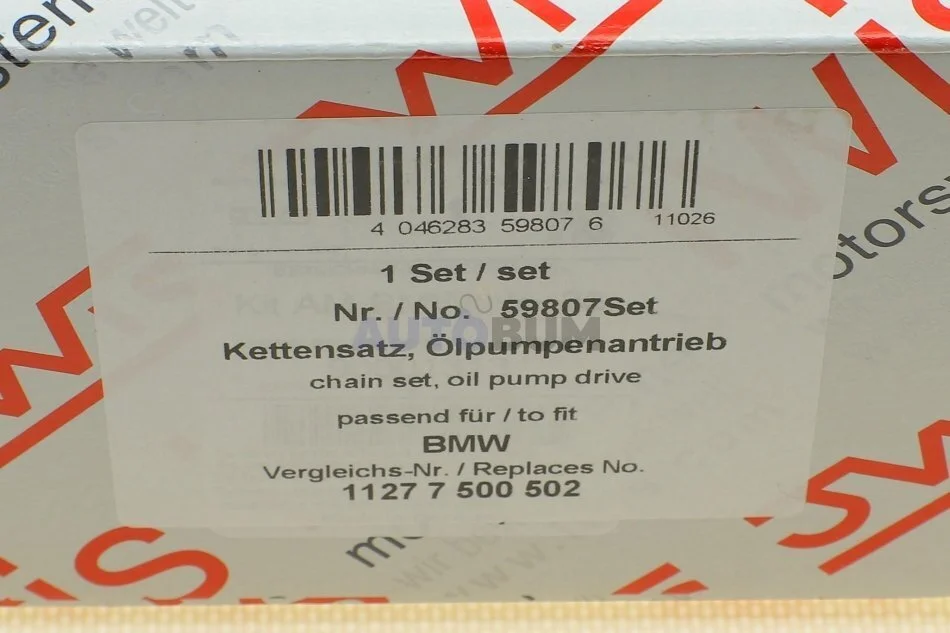 4 046283 59807 6
11026
1 Set / set
Nr. / No. 59807Set
AUTOBUM
Kettensatz, Ölpumpenantrieb
chain set, oil pump drive
passend für / to fit
BMW
Vergleichs-Nr. / Replaces No.
1127 7 500 502